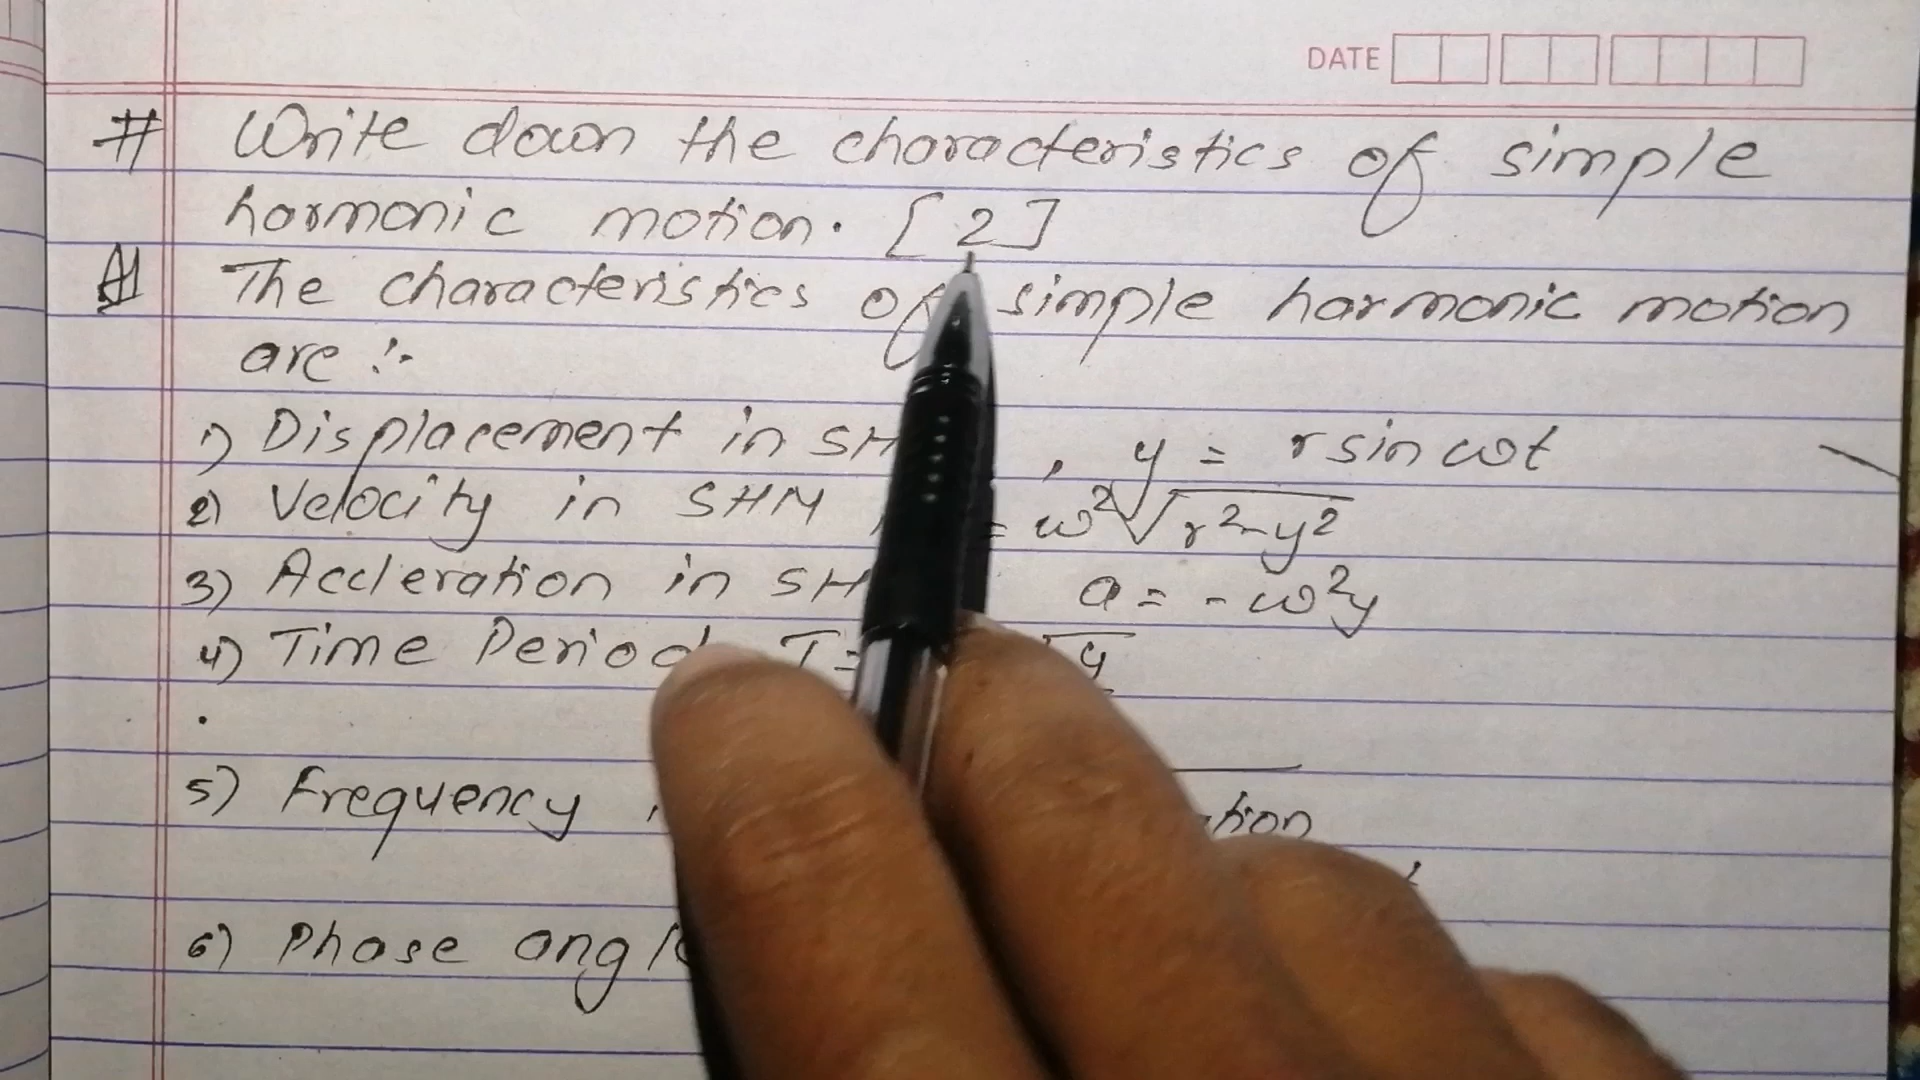 DATE
# Write down the characteristics of simple
harmonic motion. [2]
The characteristics of simple harmonic motion
are :-
1) Displacement in SH , y = r sin ωt
2) Velocity in SHM , = ω²√r²-y²
3) Accleration in SH a = - ω²y
4) Time Period, T= y
5) Frequency
6) Phase angle